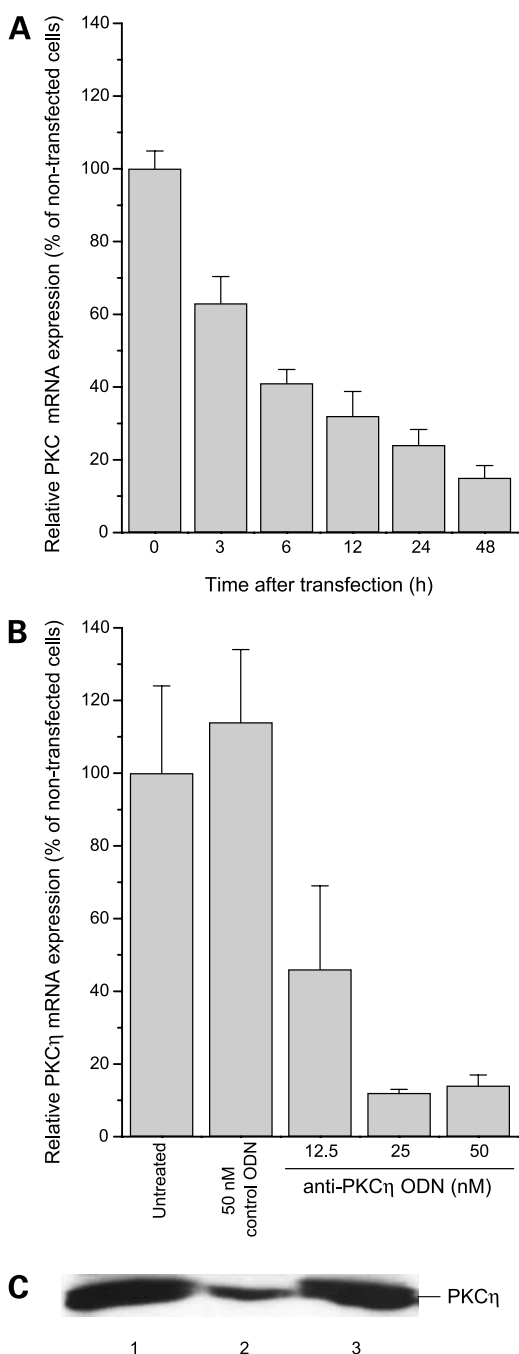 A
Relative PKC mRNA expression (% of non-transfected cells)
140
120
100
80
60
40
20
0
0 3 6 12 24 48
Time after transfection (h)
B
Relative PKCη mRNA expression (% of non-transfected cells)
140
120
100
80
60
40
20
0
Untreated
50 nM
control ODN
12.5 25 50
anti-PKCη ODN (nM)
C
PKCη
1 2 3